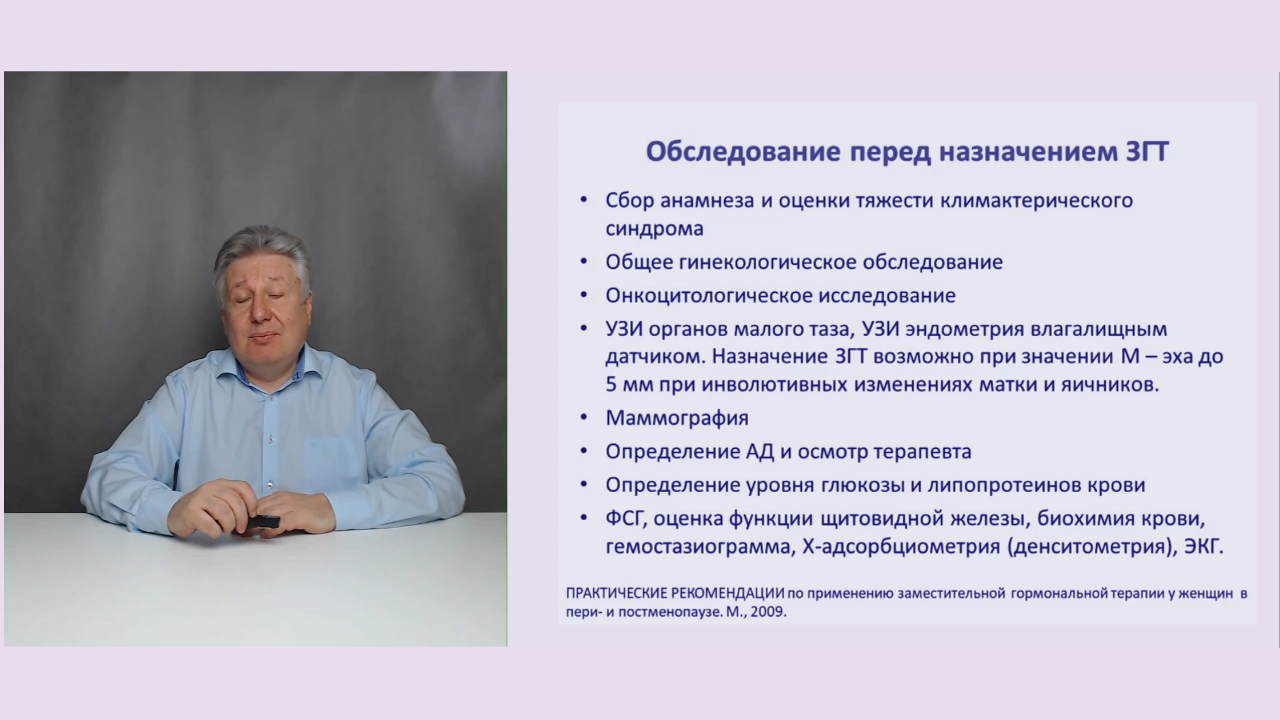 Обследование перед назначением ЗГТ
• Сбор анамнеза и оценки тяжести климактерического
синдрома
• Общее гинекологическое обследование
• Онкоцитологическое исследование
• УЗИ органов малого таза, УЗИ эндометрия влагалищным
датчиком. Назначение ЗГТ возможно при значении М – эха до
5 мм при инволютивных изменениях матки и яичников.
• Маммография
• Определение АД и осмотр терапевта
• Определение уровня глюкозы и липопротеинов крови
• ФСГ, оценка функции щитовидной железы, биохимия крови,
гемостазиограмма, Х-адсорбциометрия (денситометрия), ЭКГ.
ПРАКТИЧЕСКИЕ РЕКОМЕНДАЦИИ по применению заместительной гормональной терапии у женщин в
пери- и постменопаузе. М., 2009.